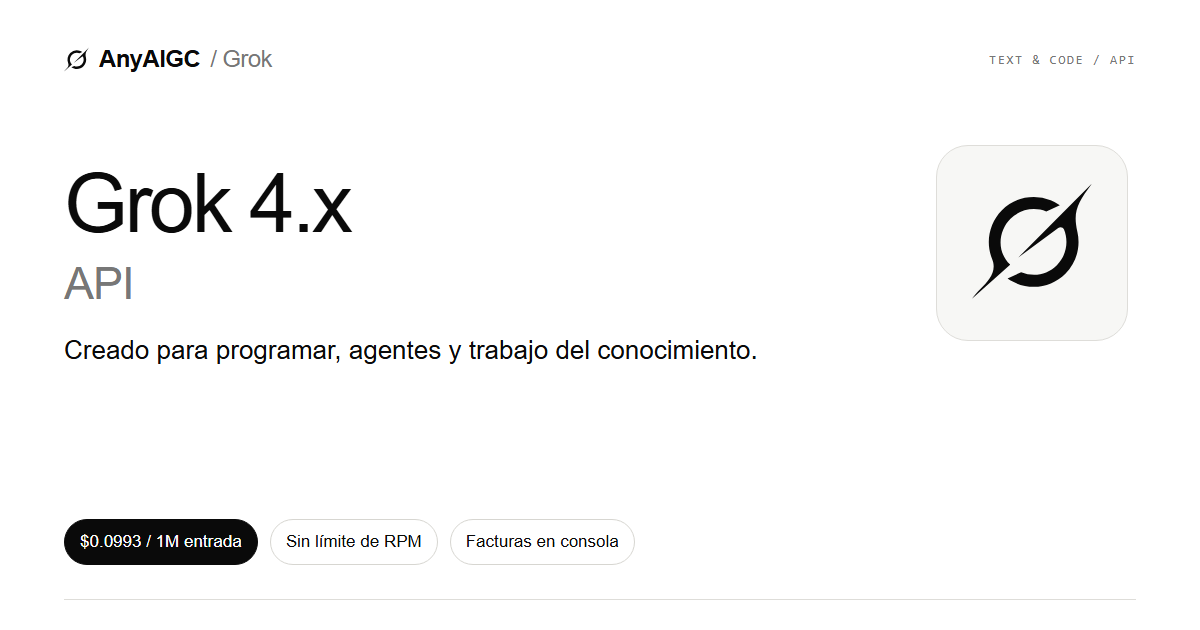 AnyAIGC / Grok
TEXT & CODE / API
Grok 4.x
API
Creado para programar, agentes y trabajo del conocimiento.
$0.0993 / 1M entrada
Sin límite de RPM
Facturas en consola